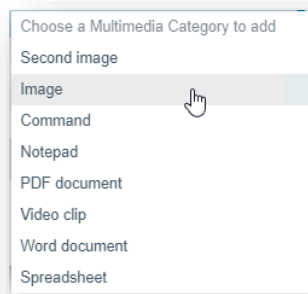 Choose a Multimedia Category to add
Second image
Image
Command
Notepad
PDF document
Video clip
Word document
Spreadsheet